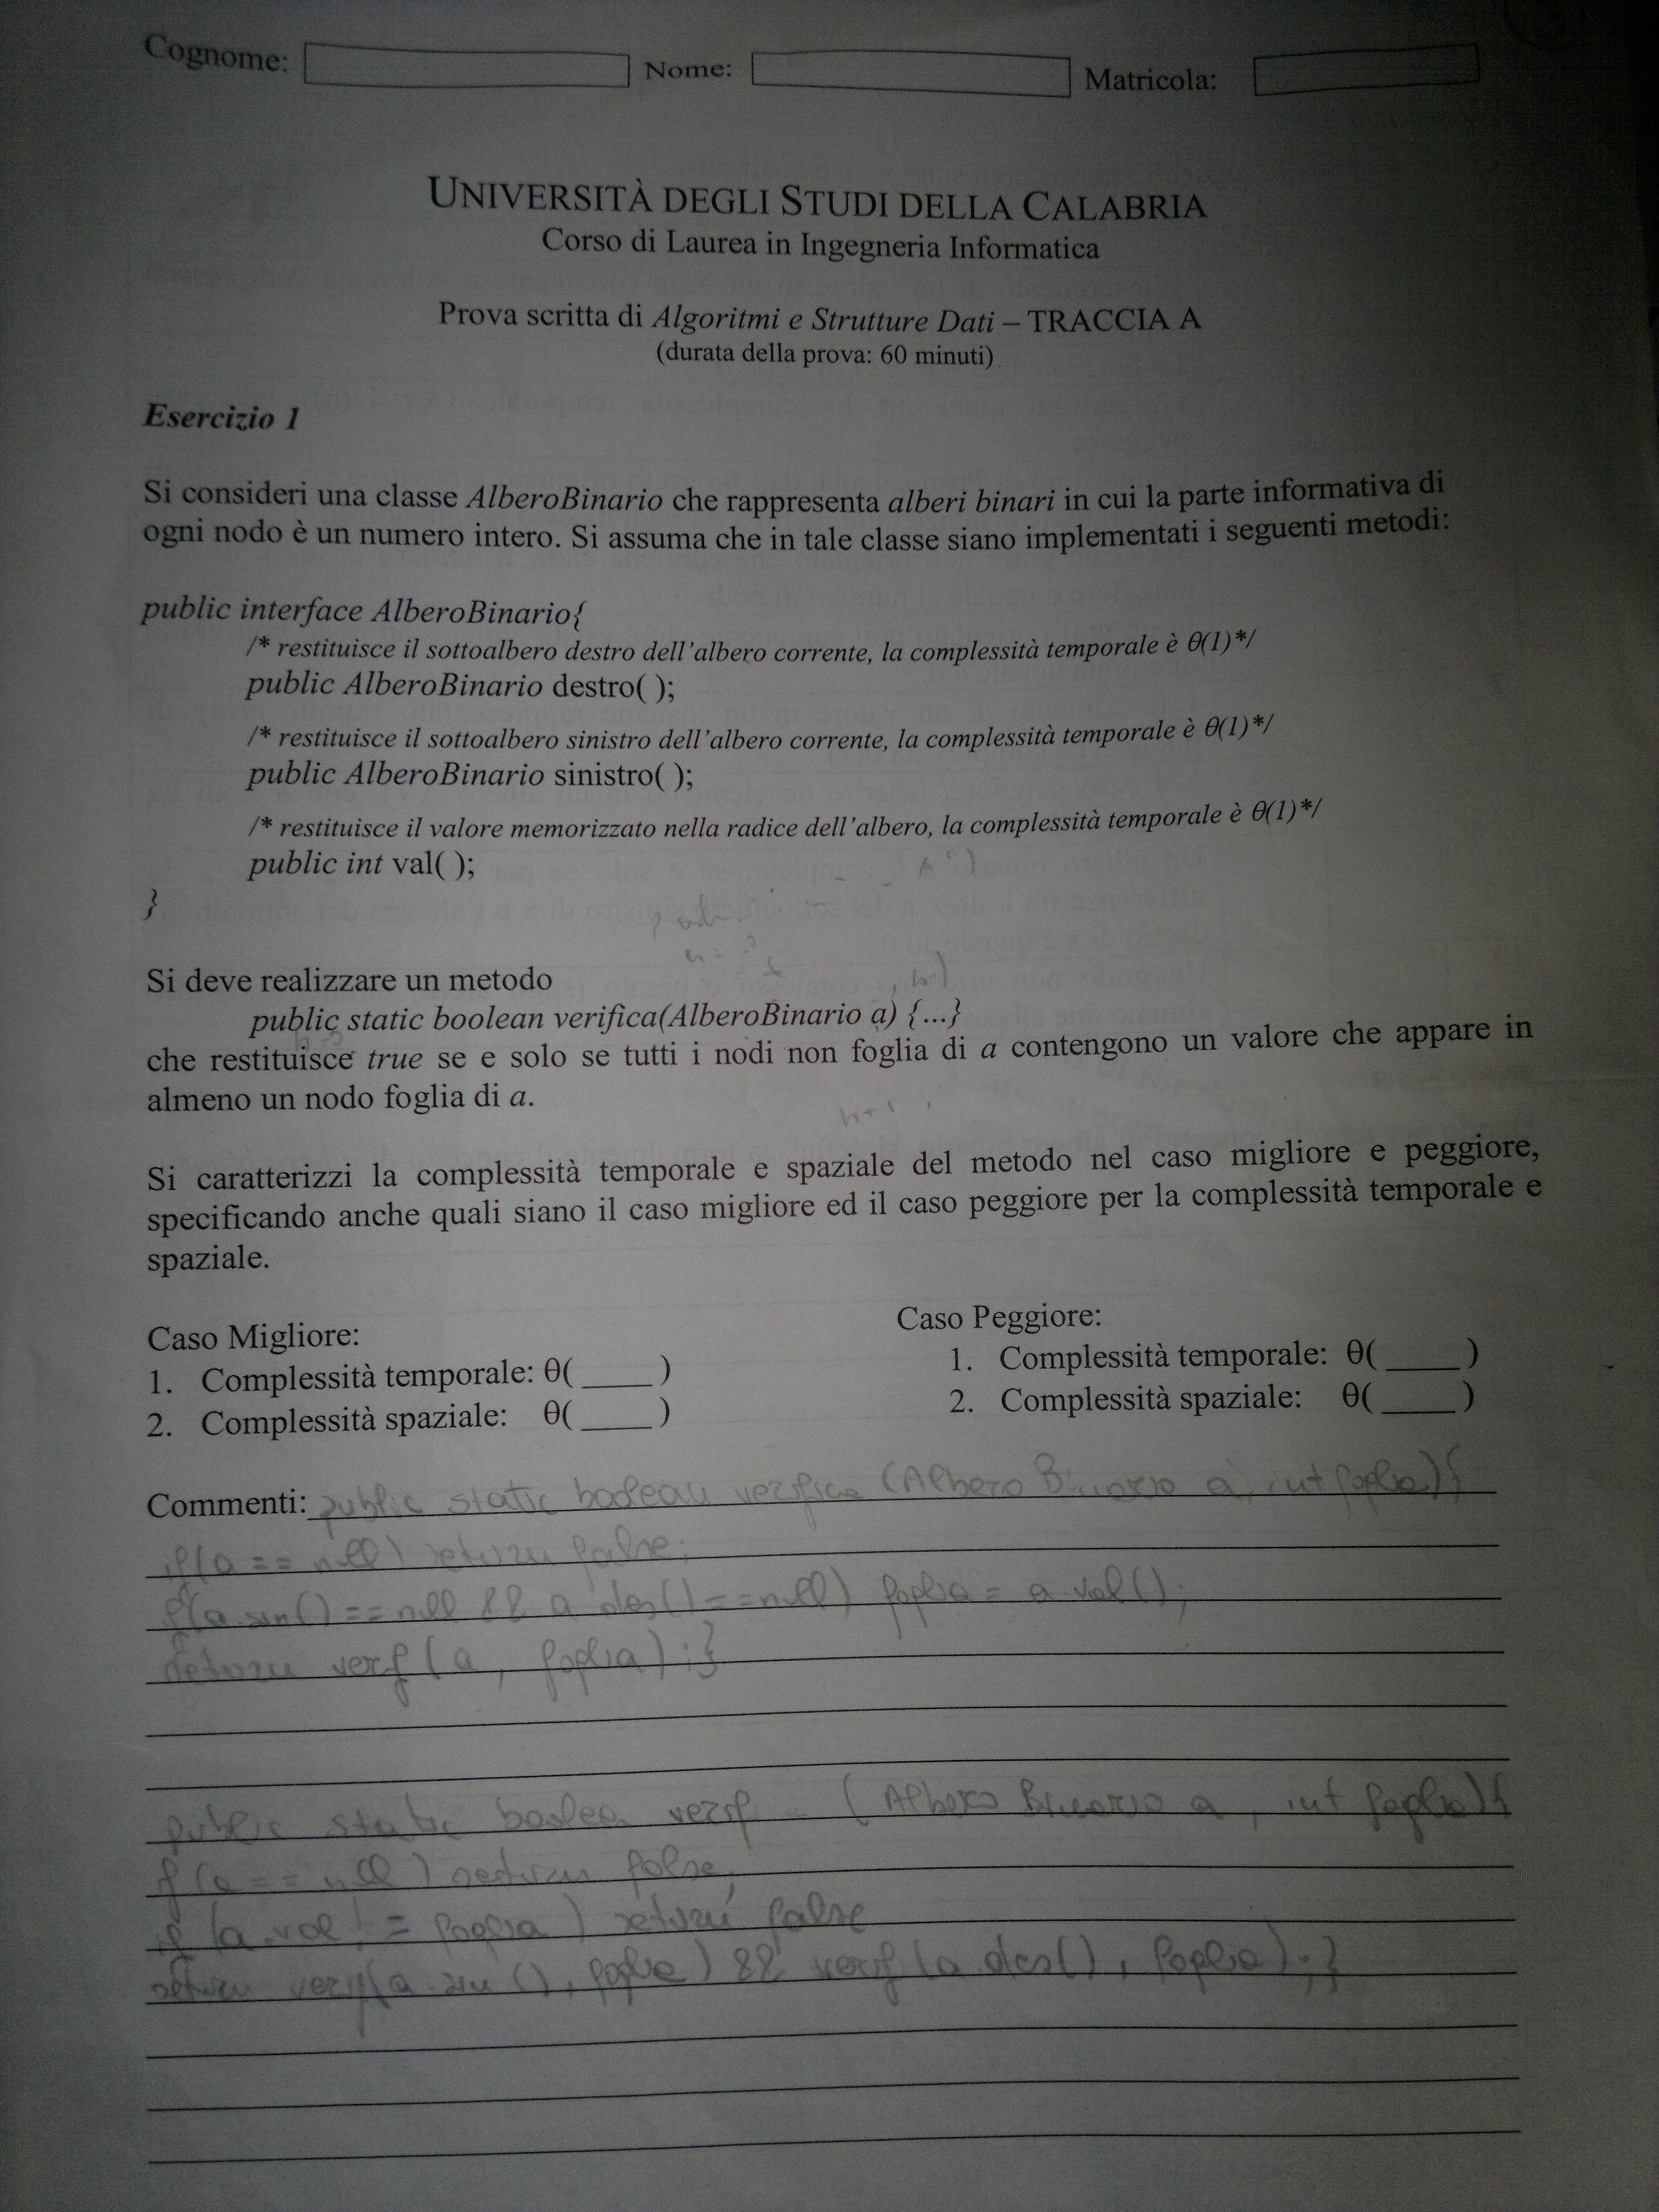 Cognome: Nome: Matricola:
UNIVERSITÀ DEGLI STUDI DELLA CALABRIA
Corso di Laurea in Ingegneria Informatica
Prova scritta di Algoritmi e Strutture Dati – TRACCIA A
(durata della prova: 60 minuti)
Esercizio 1
Si consideri una classe AlberoBinario che rappresenta alberi binari in cui la parte informativa di
ogni nodo è un numero intero. Si assuma che in tale classe siano implementati i seguenti metodi:
public interface AlberoBinario{
/* restituisce il sottoalbero destro dell'albero corrente, la complessità temporale è θ(1)*/
public AlberoBinario destro( );
/* restituisce il sottoalbero sinistro dell'albero corrente, la complessità temporale è θ(1)*/
public AlberoBinario sinistro( );
/* restituisce il valore memorizzato nella radice dell'albero, la complessità temporale è θ(1)*/
public int val( );
}
Si deve realizzare un metodo
public static boolean verifica(AlberoBinario a) {...}
che restituisce true se e solo se tutti i nodi non foglia di a contengono un valore che appare in
almeno un nodo foglia di a.
n+1
Si caratterizzi la complessità temporale e spaziale del metodo nel caso migliore e peggiore,
specificando anche quali siano il caso migliore ed il caso peggiore per la complessità temporale e
spaziale.
Caso Migliore:
1. Complessità temporale: θ( _____ )
2. Complessità spaziale: θ( _____ )
Caso Peggiore:
1. Complessità temporale: θ( _____ )
2. Complessità spaziale: θ( _____ )
Commenti: public static boolean verifica (Albero Binario a, int foglia){
if (a == null) return false;
if(a.sin() == null && a des() == null) foglia = a.val();
return verf (a, foglia);}
public static boolea verif = (Albero Binario a, int foglia){
if (a == null) return false;
if (a.val != foglia) return false
return verif(a.sin(), foglia) && verif (a.des(), foglia);}